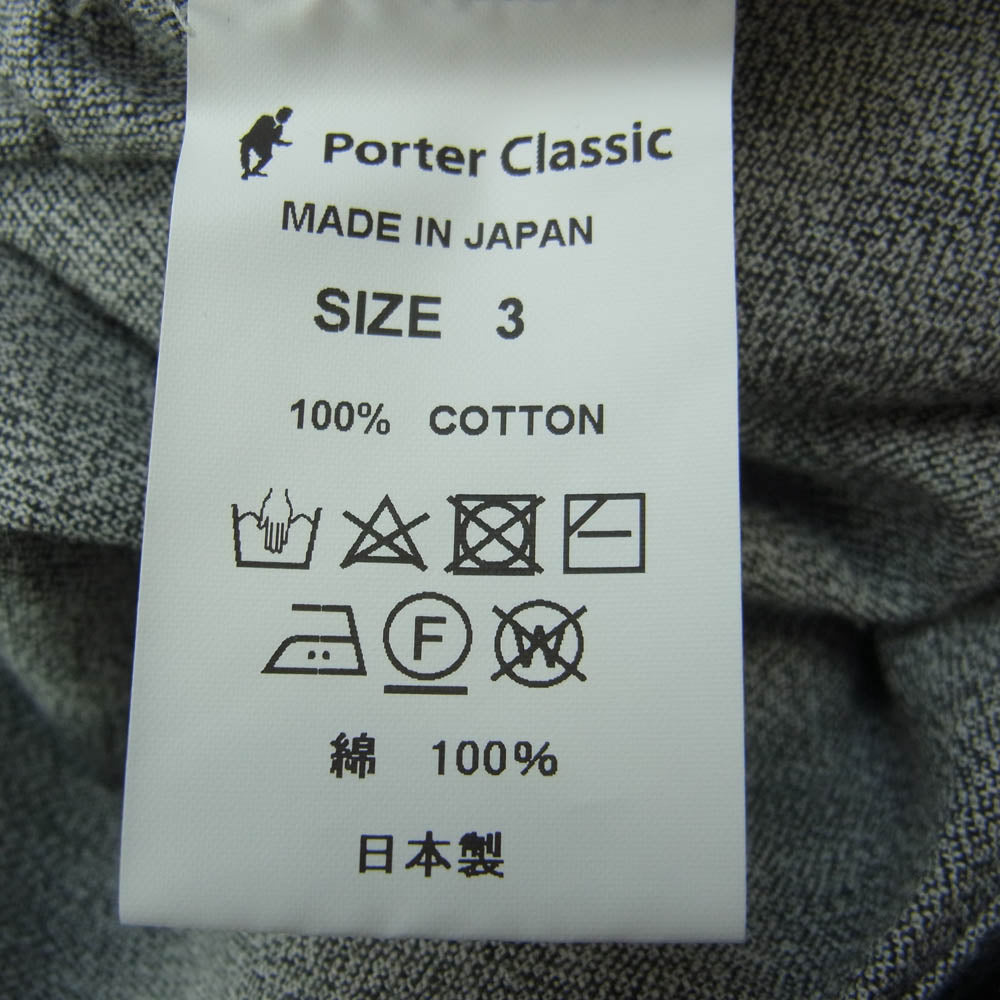 Porter Classic
MADE IN JAPAN
SIZE 3
100% COTTON
F W
綿 100%
日本製